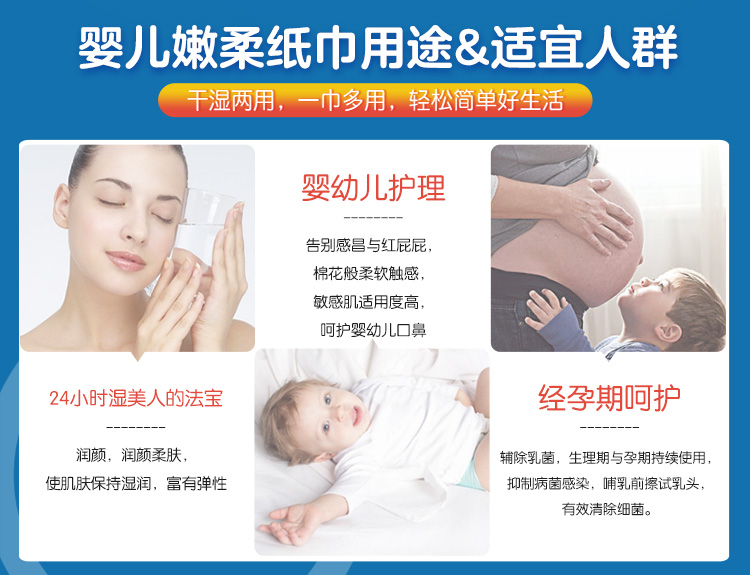 婴儿嫩柔纸巾用途&适宜人群
干湿两用，一巾多用，轻松简单好生活
婴幼儿护理
告别感昌与红屁屁，
棉花般柔软触感，
敏感肌适用度高，
呵护婴幼儿口鼻
24小时湿美人的法宝
润颜，润颜柔肤，
使肌肤保持湿润，富有弹性
经孕期呵护
辅除乳菌，生理期与孕期持续使用，
抑制病菌感染，哺乳前擦试乳头，
有效清除细菌。